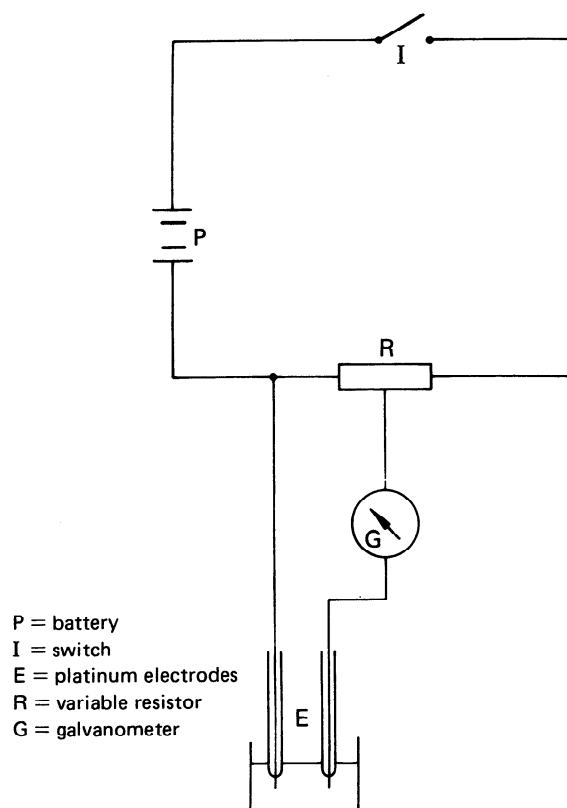 I
P
R
G
E
P = battery
I = switch
E = platinum electrodes
R = variable resistor
G = galvanometer